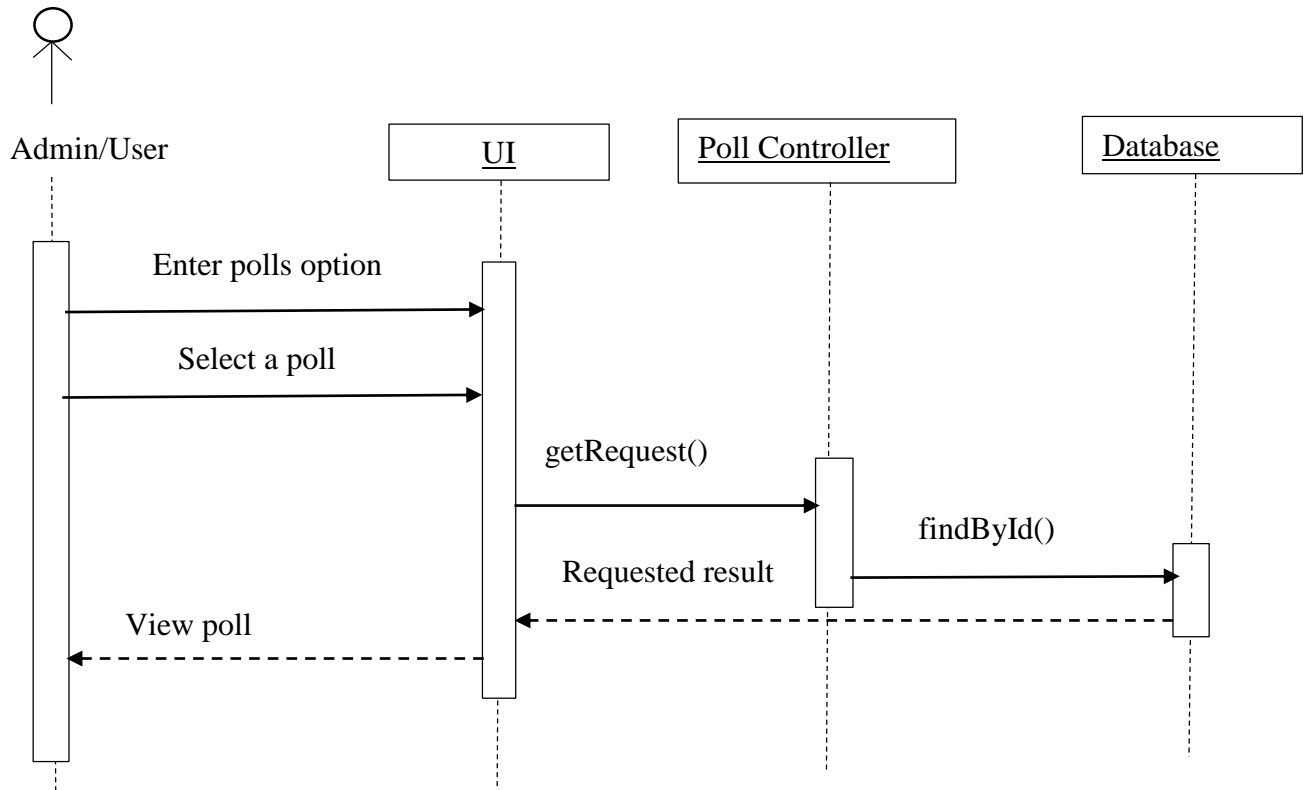 Admin/User
UI
Poll Controller
Database
Enter polls option
Select a poll
getRequest()
findById()
Requested result
View poll